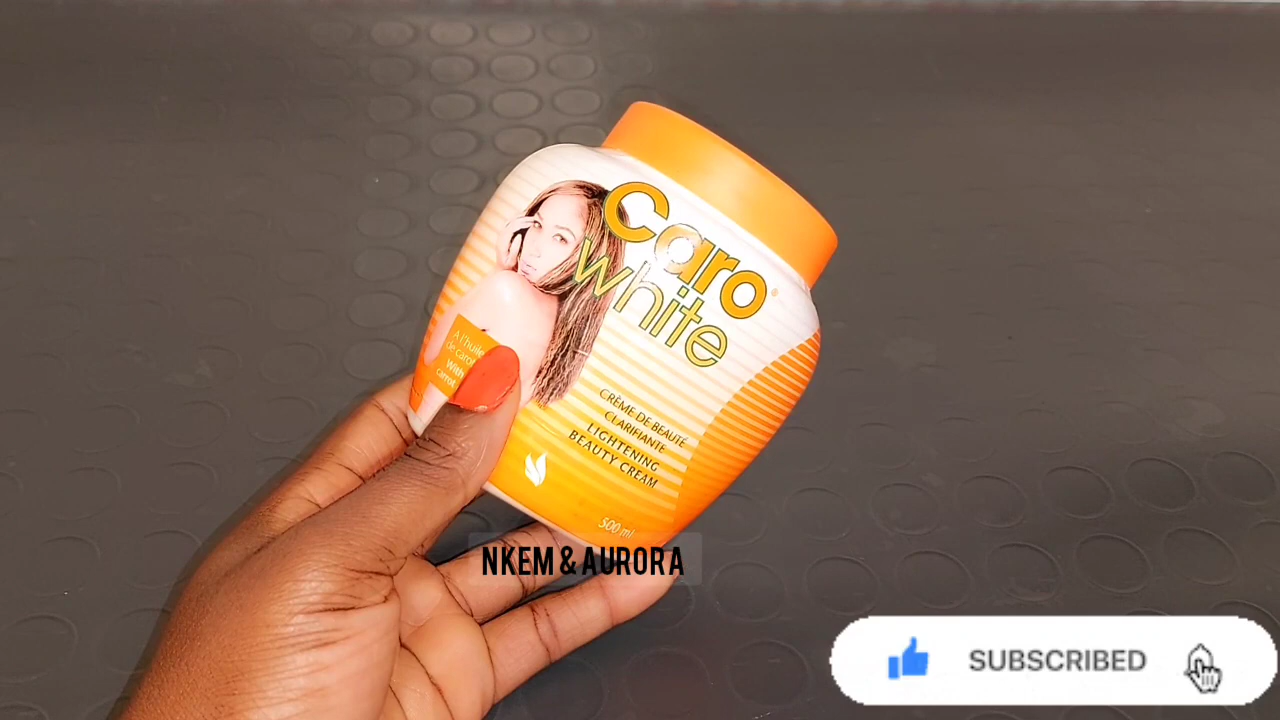 Caro
white
A l'huile
de carot
With
carrot
CRÈME DE BEAUTÉ
CLARIFIANTE
LIGHTENING
BEAUTY CREAM
500 ml
NKEM & AURORA
SUBSCRIBED